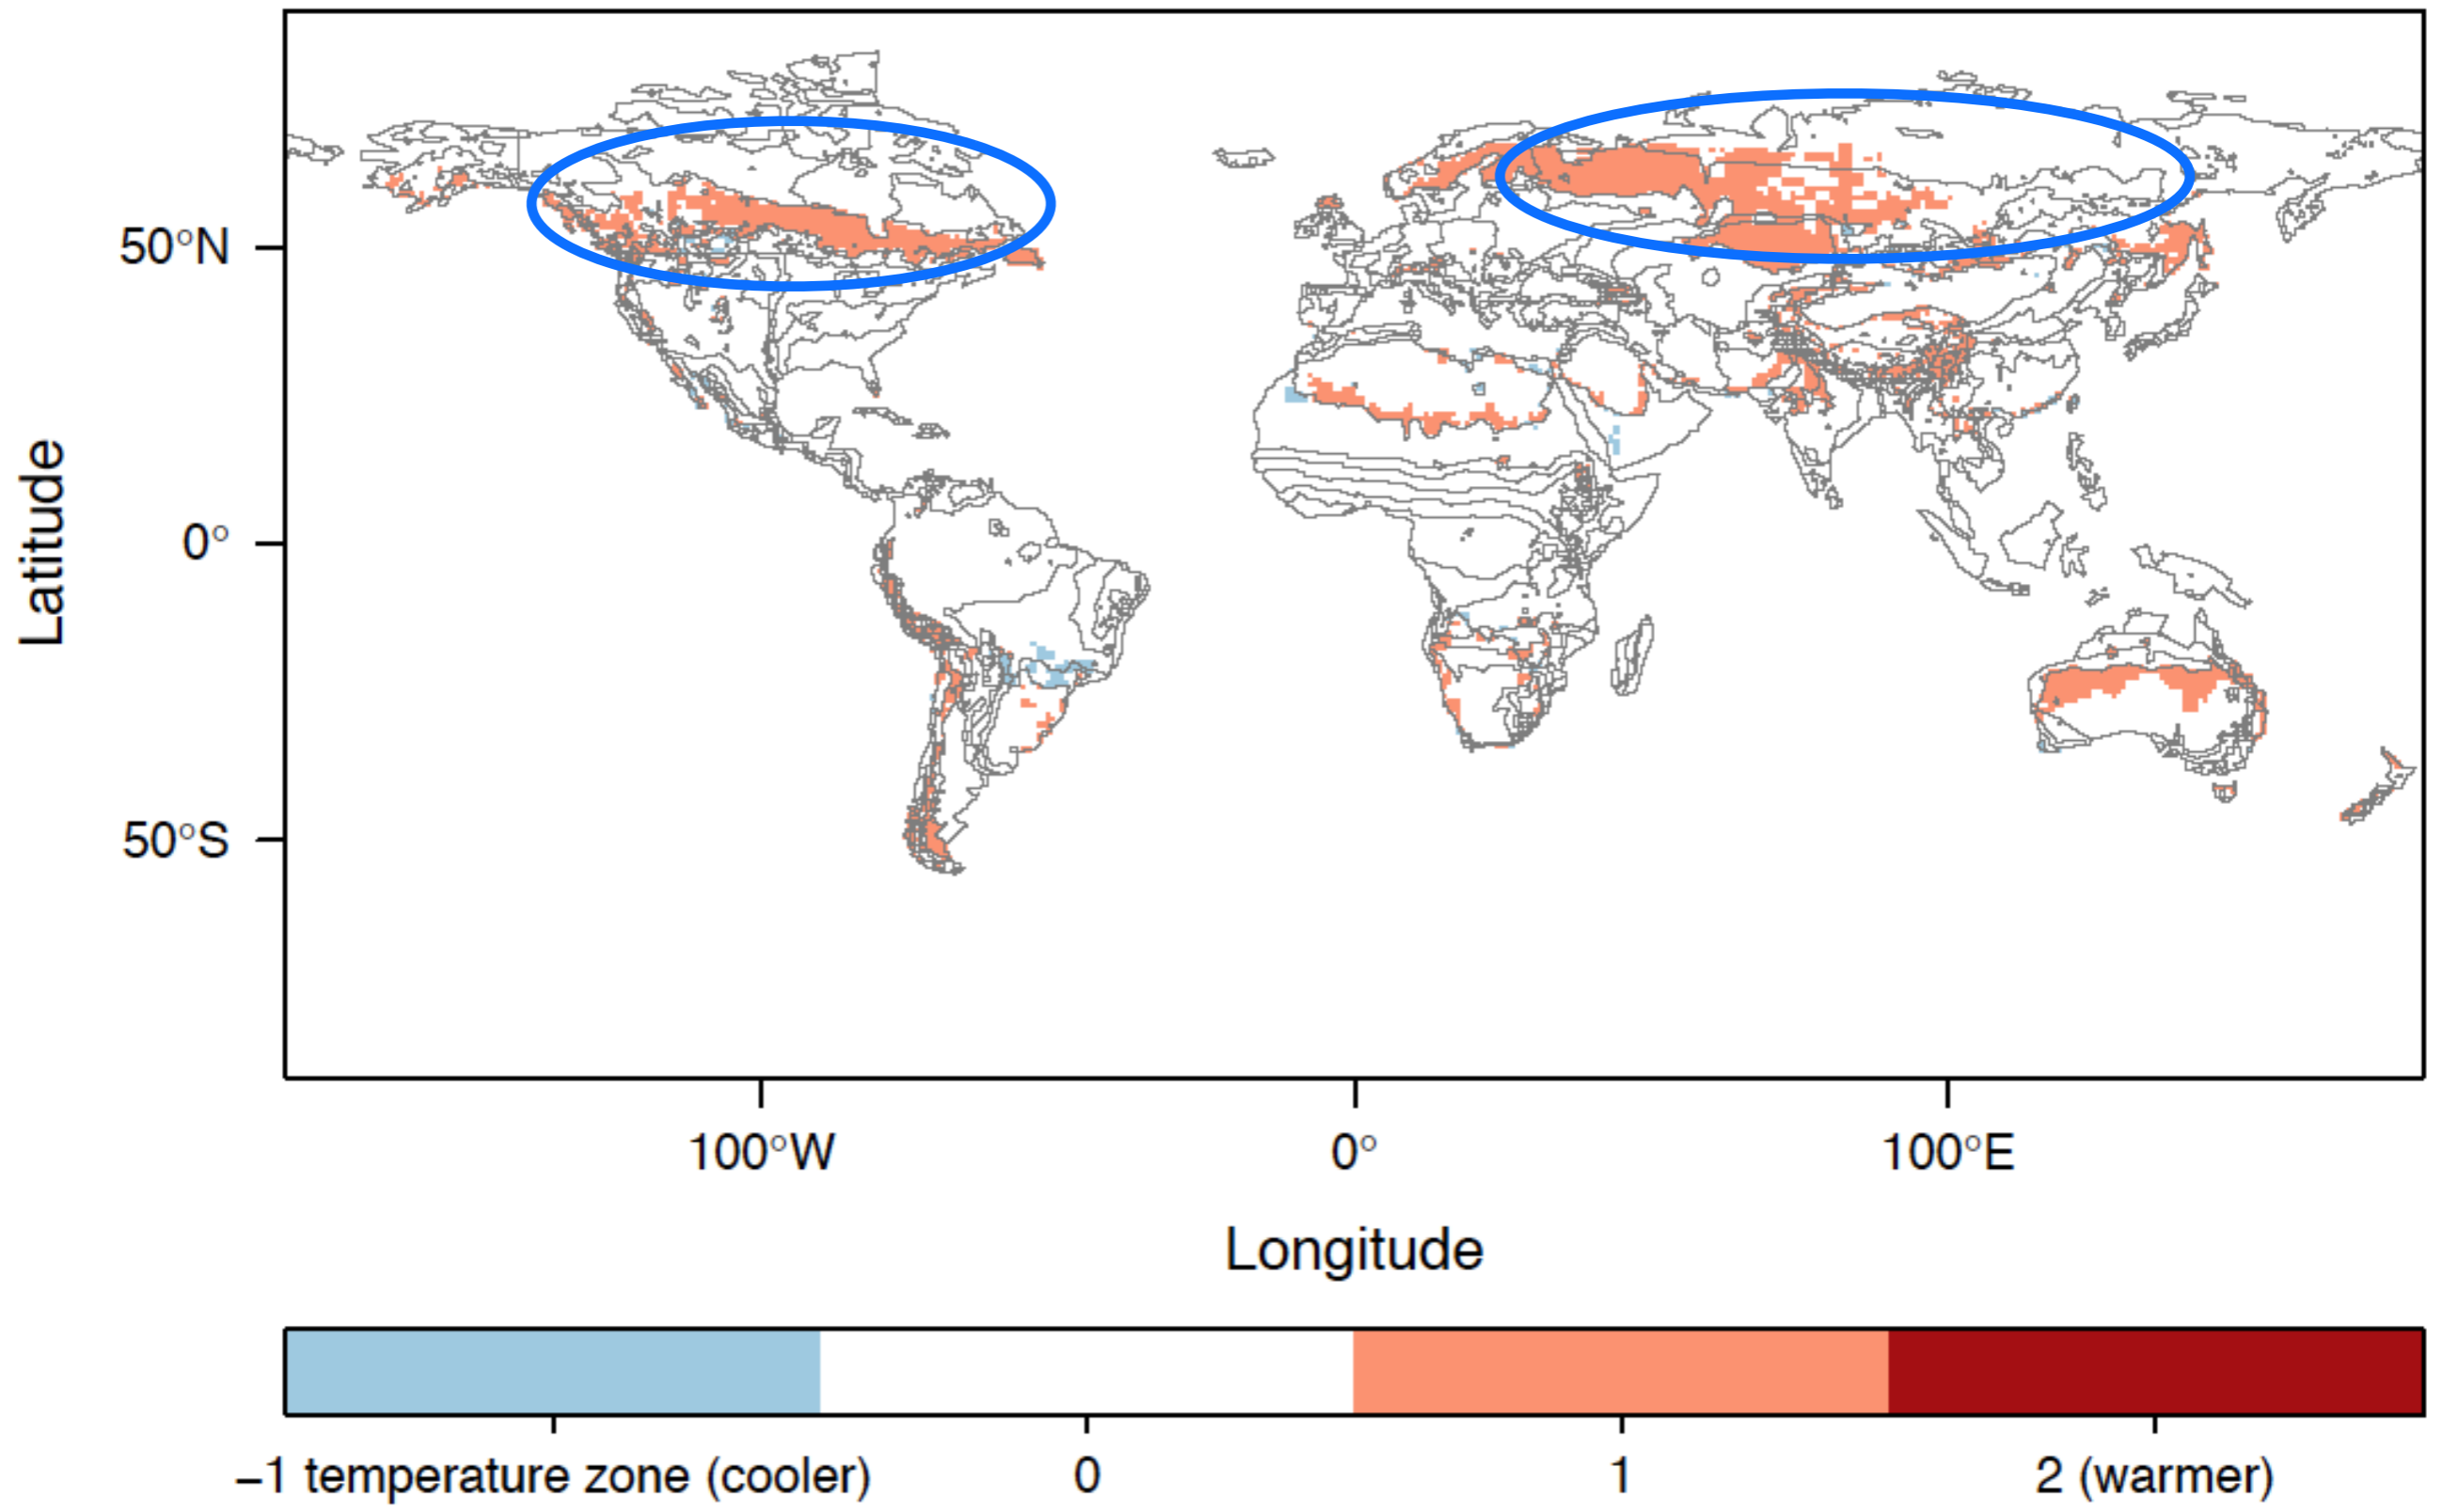 50°N
0°
50°S
Latitude
100°W
0°
100°E
Longitude
−1 temperature zone (cooler)
0
1
2 (warmer)